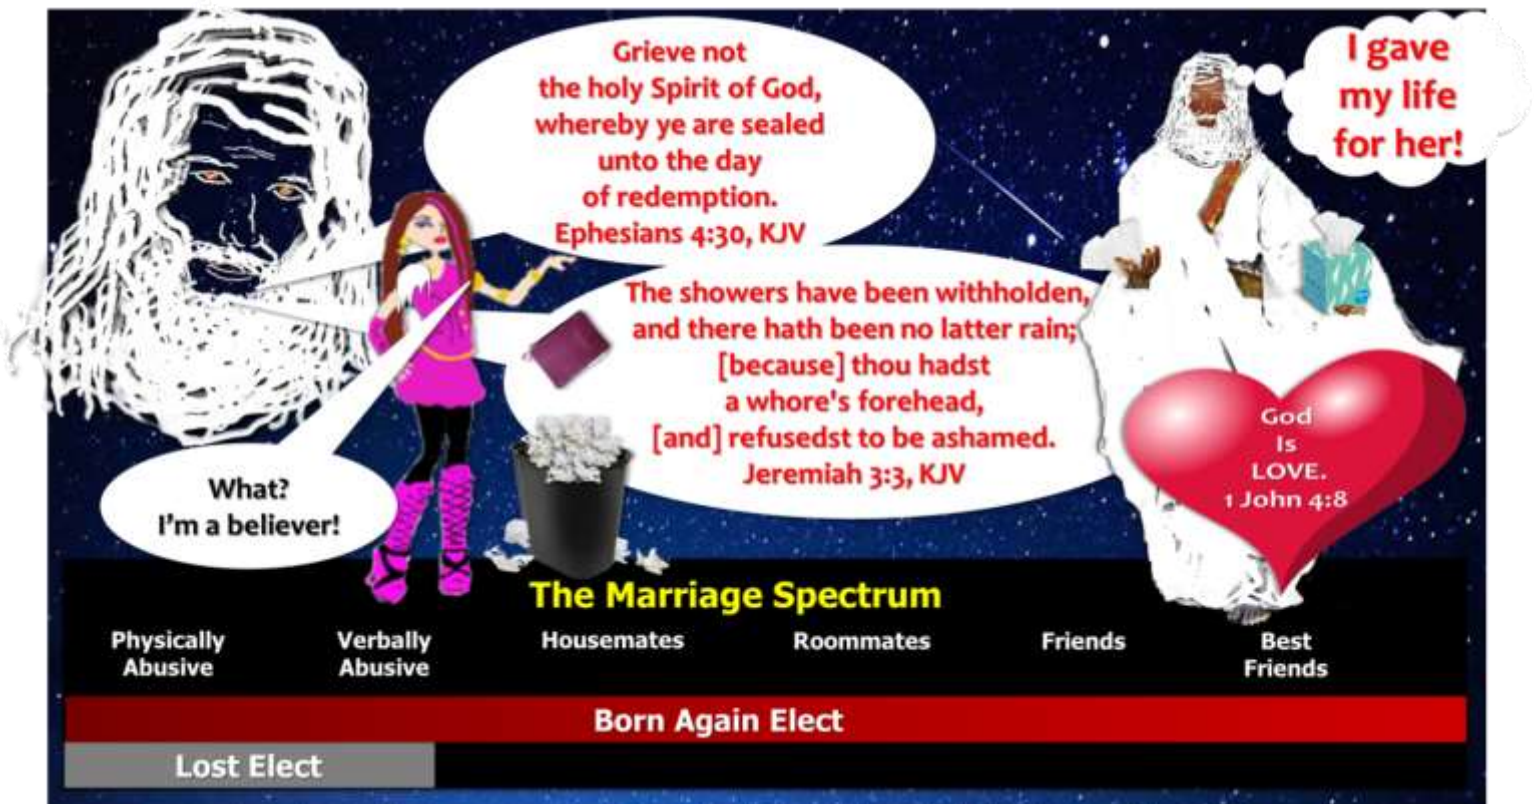 Grieve not
the holy Spirit of God,
whereby ye are sealed
unto the day
of redemption.
Ephesians 4:30, KJV
I gave
my life
for her!
The showers have been withholden,
and there hath been no latter rain;
[because] thou hadst
a whore's forehead,
[and] refusedst to be ashamed.
Jeremiah 3:3, KJV
What?
I'm a believer!
God
Is
LOVE.
1 John 4:8
The Marriage Spectrum
Physically
Abusive
Verbally
Abusive
Housemates
Roommates
Friends
Best
Friends
Born Again Elect
Lost Elect